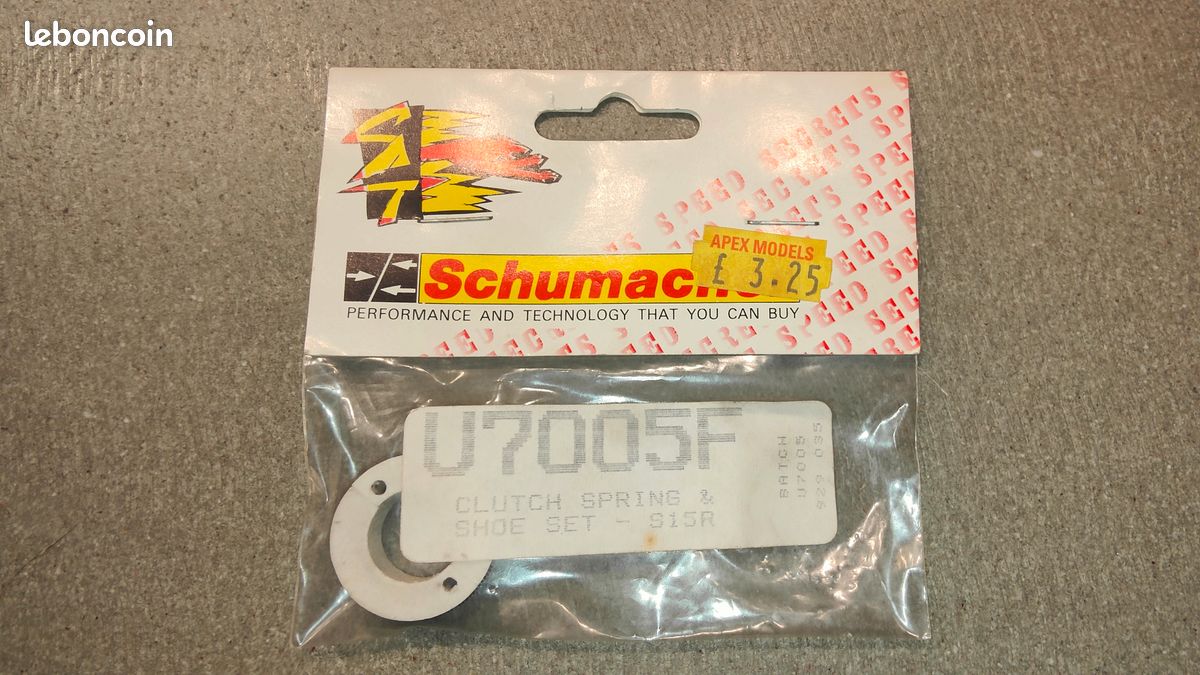 leboncoin
CAT
SPEED SECRETS
APEX MODELS
£ 3.25
Schumacher
PERFORMANCE AND TECHNOLOGY THAT YOU CAN BUY
U7005F
CLUTCH SPRING &
SHOE SET - S15R
BATCH
U7005